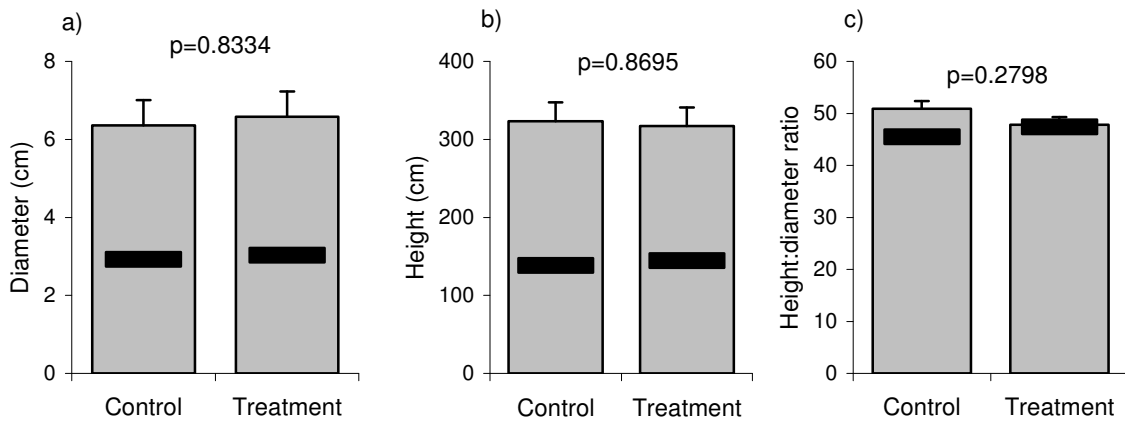 a)
p=0.8334
8
6
4
2
0
Diameter (cm)
Control
Treatment
b)
p=0.8695
400
300
200
100
0
Height (cm)
Control
Treatment
c)
p=0.2798
60
50
40
30
20
10
0
Height:diameter ratio
Control
Treatment